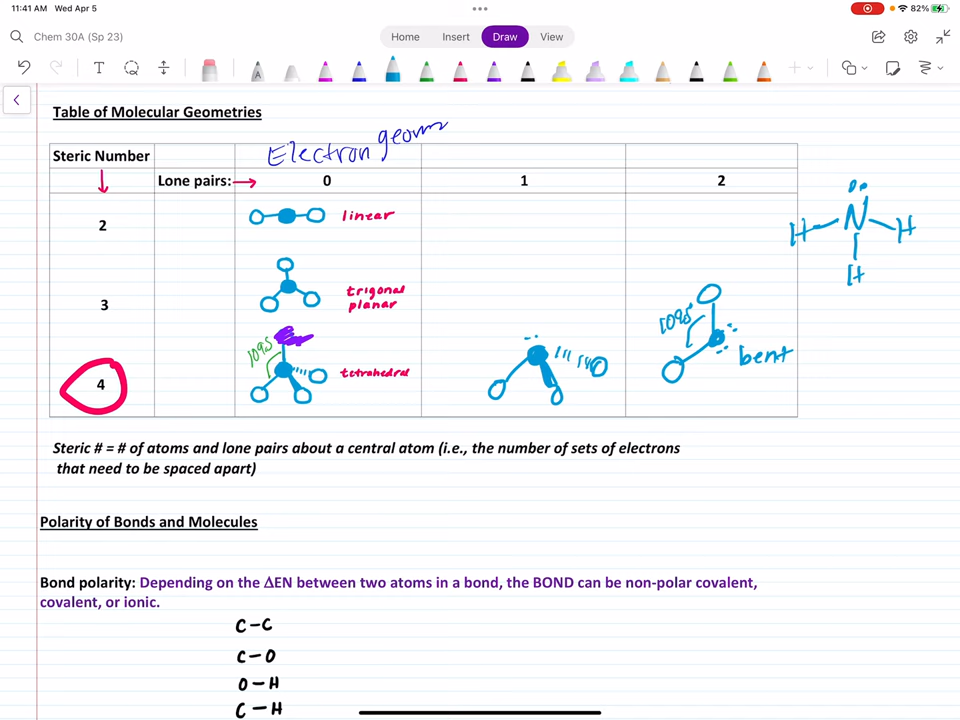 11:41 AM Wed Apr 5
82%
Chem 30A (Sp 23)
Home Insert Draw View
Table of Molecular Geometries
Steric Number
Electron geom
Lone pairs: → 0 1 2
2
linear
3
trigonal
planar
4
109.5
tetrahedral
109.5
bent
N
H H
H
Steric # = # of atoms and lone pairs about a central atom (i.e., the number of sets of electrons
that need to be spaced apart)
Polarity of Bonds and Molecules
Bond polarity: Depending on the ΔEN between two atoms in a bond, the BOND can be non-polar covalent,
covalent, or ionic.
C-C
C-O
O-H
C-H